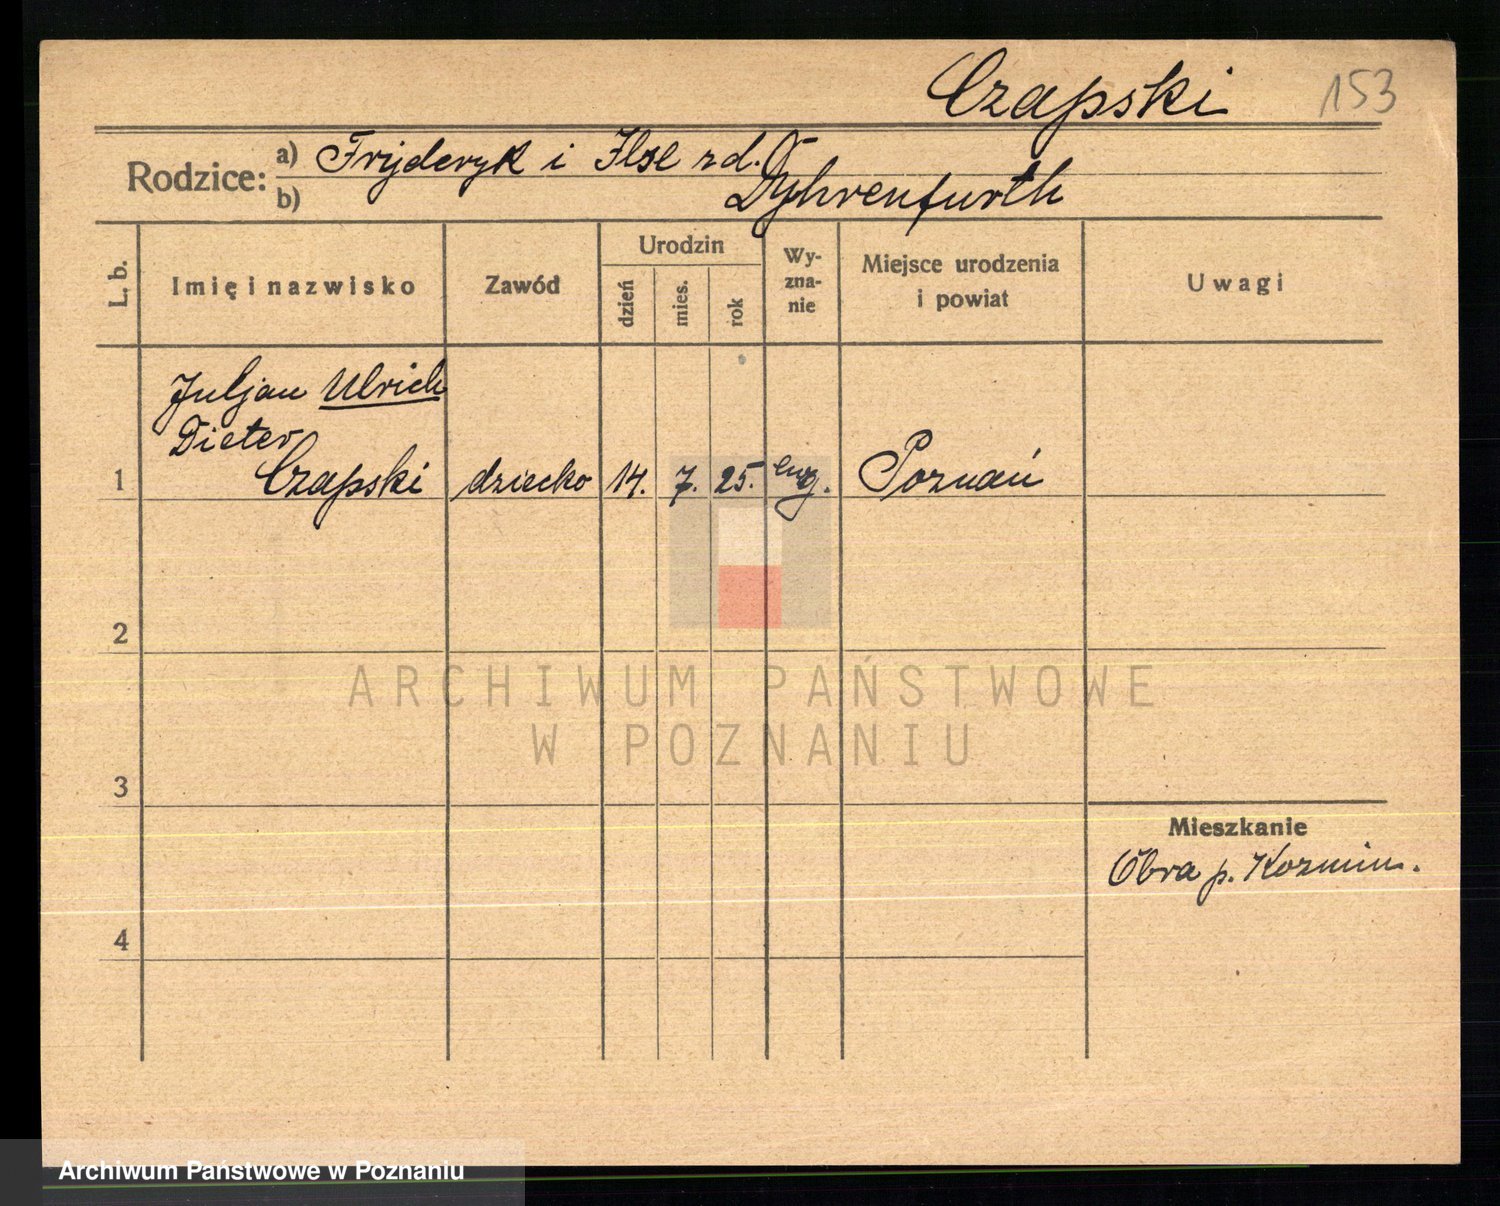 Czapski 153
Rodzice: a) Fryderyk i Ilse zd.
b) Dyhrenfurth
L. b. Imię i nazwisko Zawód Urodzin dzień mies. rok Wy-zna-nie Miejsce urodzenia i powiat Uwagi
Juljan Ulrich
Dieter
1 Czapski dziecko 14. 7. 25. ewg. Poznań
2
ARCHIWUM PAŃSTWOWE
W POZNANIU
3
Mieszkanie
Obra p. Kozmin.
4
Archiwum Państwowe w Poznaniu